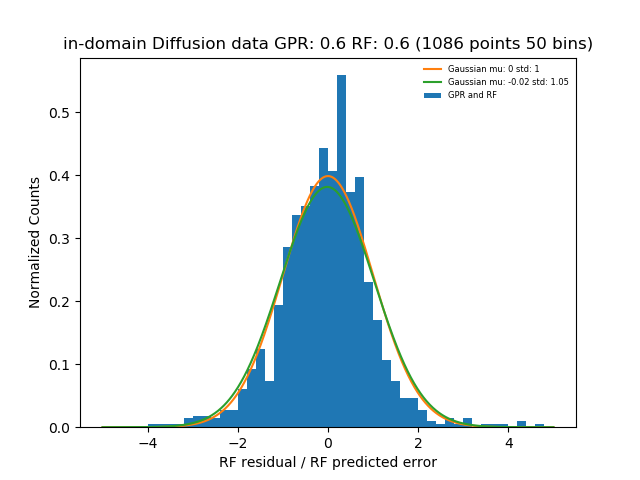 in-domain Diffusion data GPR: 0.6 RF: 0.6 (1086 points 50 bins)
Gaussian mu: 0 std: 1
Gaussian mu: -0.02 std: 1.05
GPR and RF
Normalized Counts
0.5
0.4
0.3
0.2
0.1
0.0
−4 −2 0 2 4
RF residual / RF predicted error